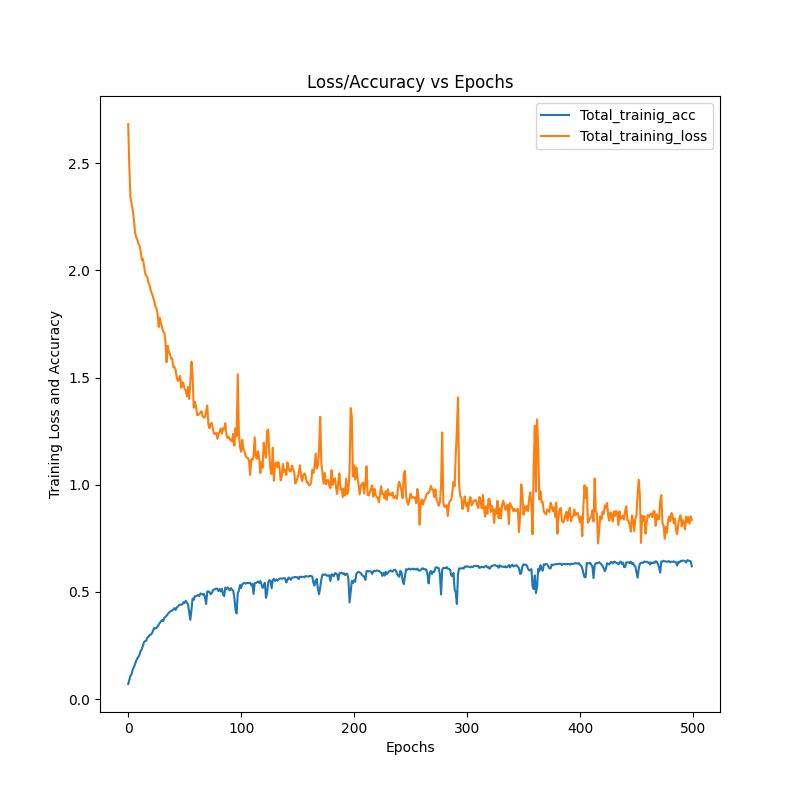 Loss/Accuracy vs Epochs
Total_trainig_acc
Total_training_loss
Training Loss and Accuracy
2.5
2.0
1.5
1.0
0.5
0.0
0 100 200 300 400 500
Epochs